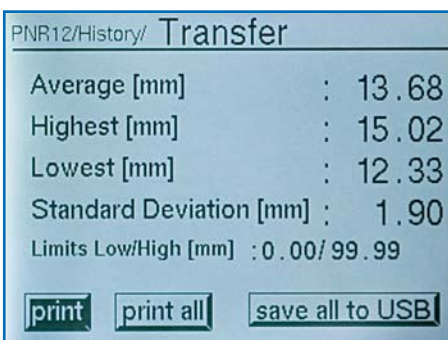 PNR12/History/ Transfer
Average [mm] : 13.68
Highest [mm] : 15.02
Lowest [mm] : 12.33
Standard Deviation [mm] : 1.90
Limits Low/High [mm] :0.00/99.99
print print all save all to USB